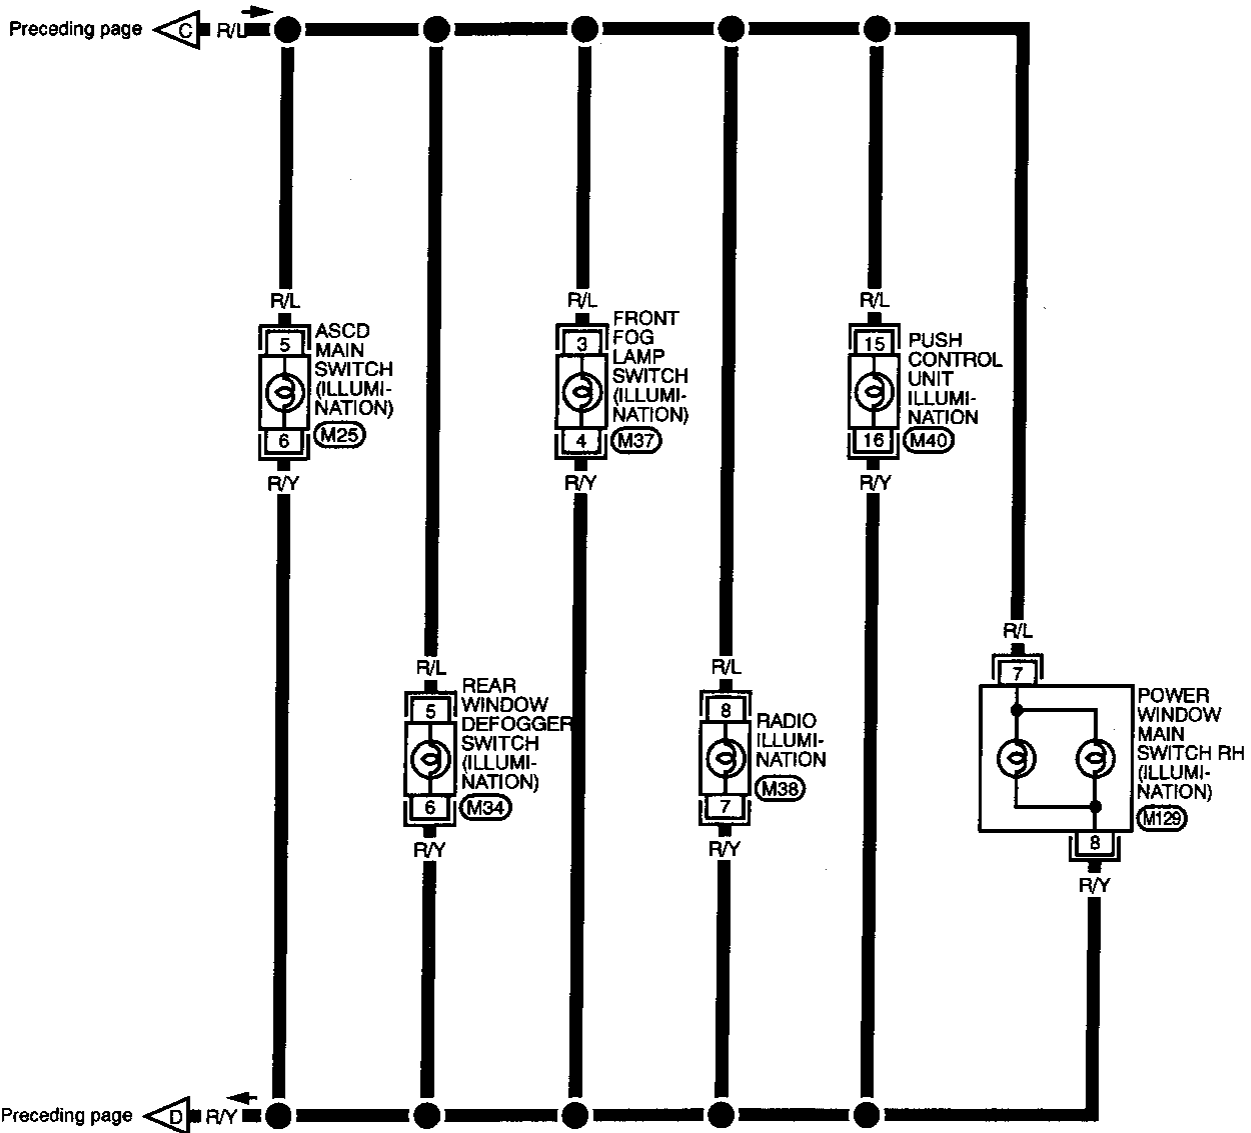 Preceding page C R/L
R/L
5
ASCD
MAIN
SWITCH
(ILLUMI-
NATION)
6
M25
R/Y
R/L
3
FRONT
FOG
LAMP
SWITCH
(ILLUMI-
NATION)
4
M37
R/Y
R/L
15
PUSH
CONTROL
UNIT
ILLUMI-
NATION
16
M40
R/Y
R/L
5
REAR
WINDOW
DEFOGGER
SWITCH
(ILLUMI-
NATION)
6
M34
R/Y
R/L
8
RADIO
ILLUMI-
NATION
7
M38
R/Y
R/L
7
POWER
WINDOW
MAIN
SWITCH RH
(ILLUMI-
NATION)
M129
8
R/Y
Preceding page D R/Y